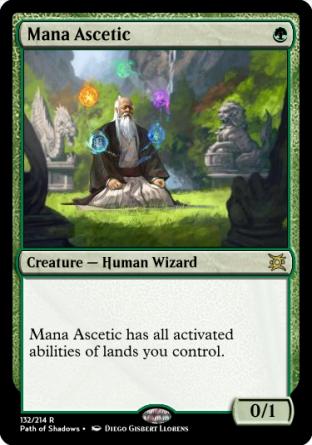 Mana Ascetic
Creature — Human Wizard
Mana Ascetic has all activated
abilities of lands you control.
0/1
132/214 R
Path of Shadows • Diego Gisbert Llorens